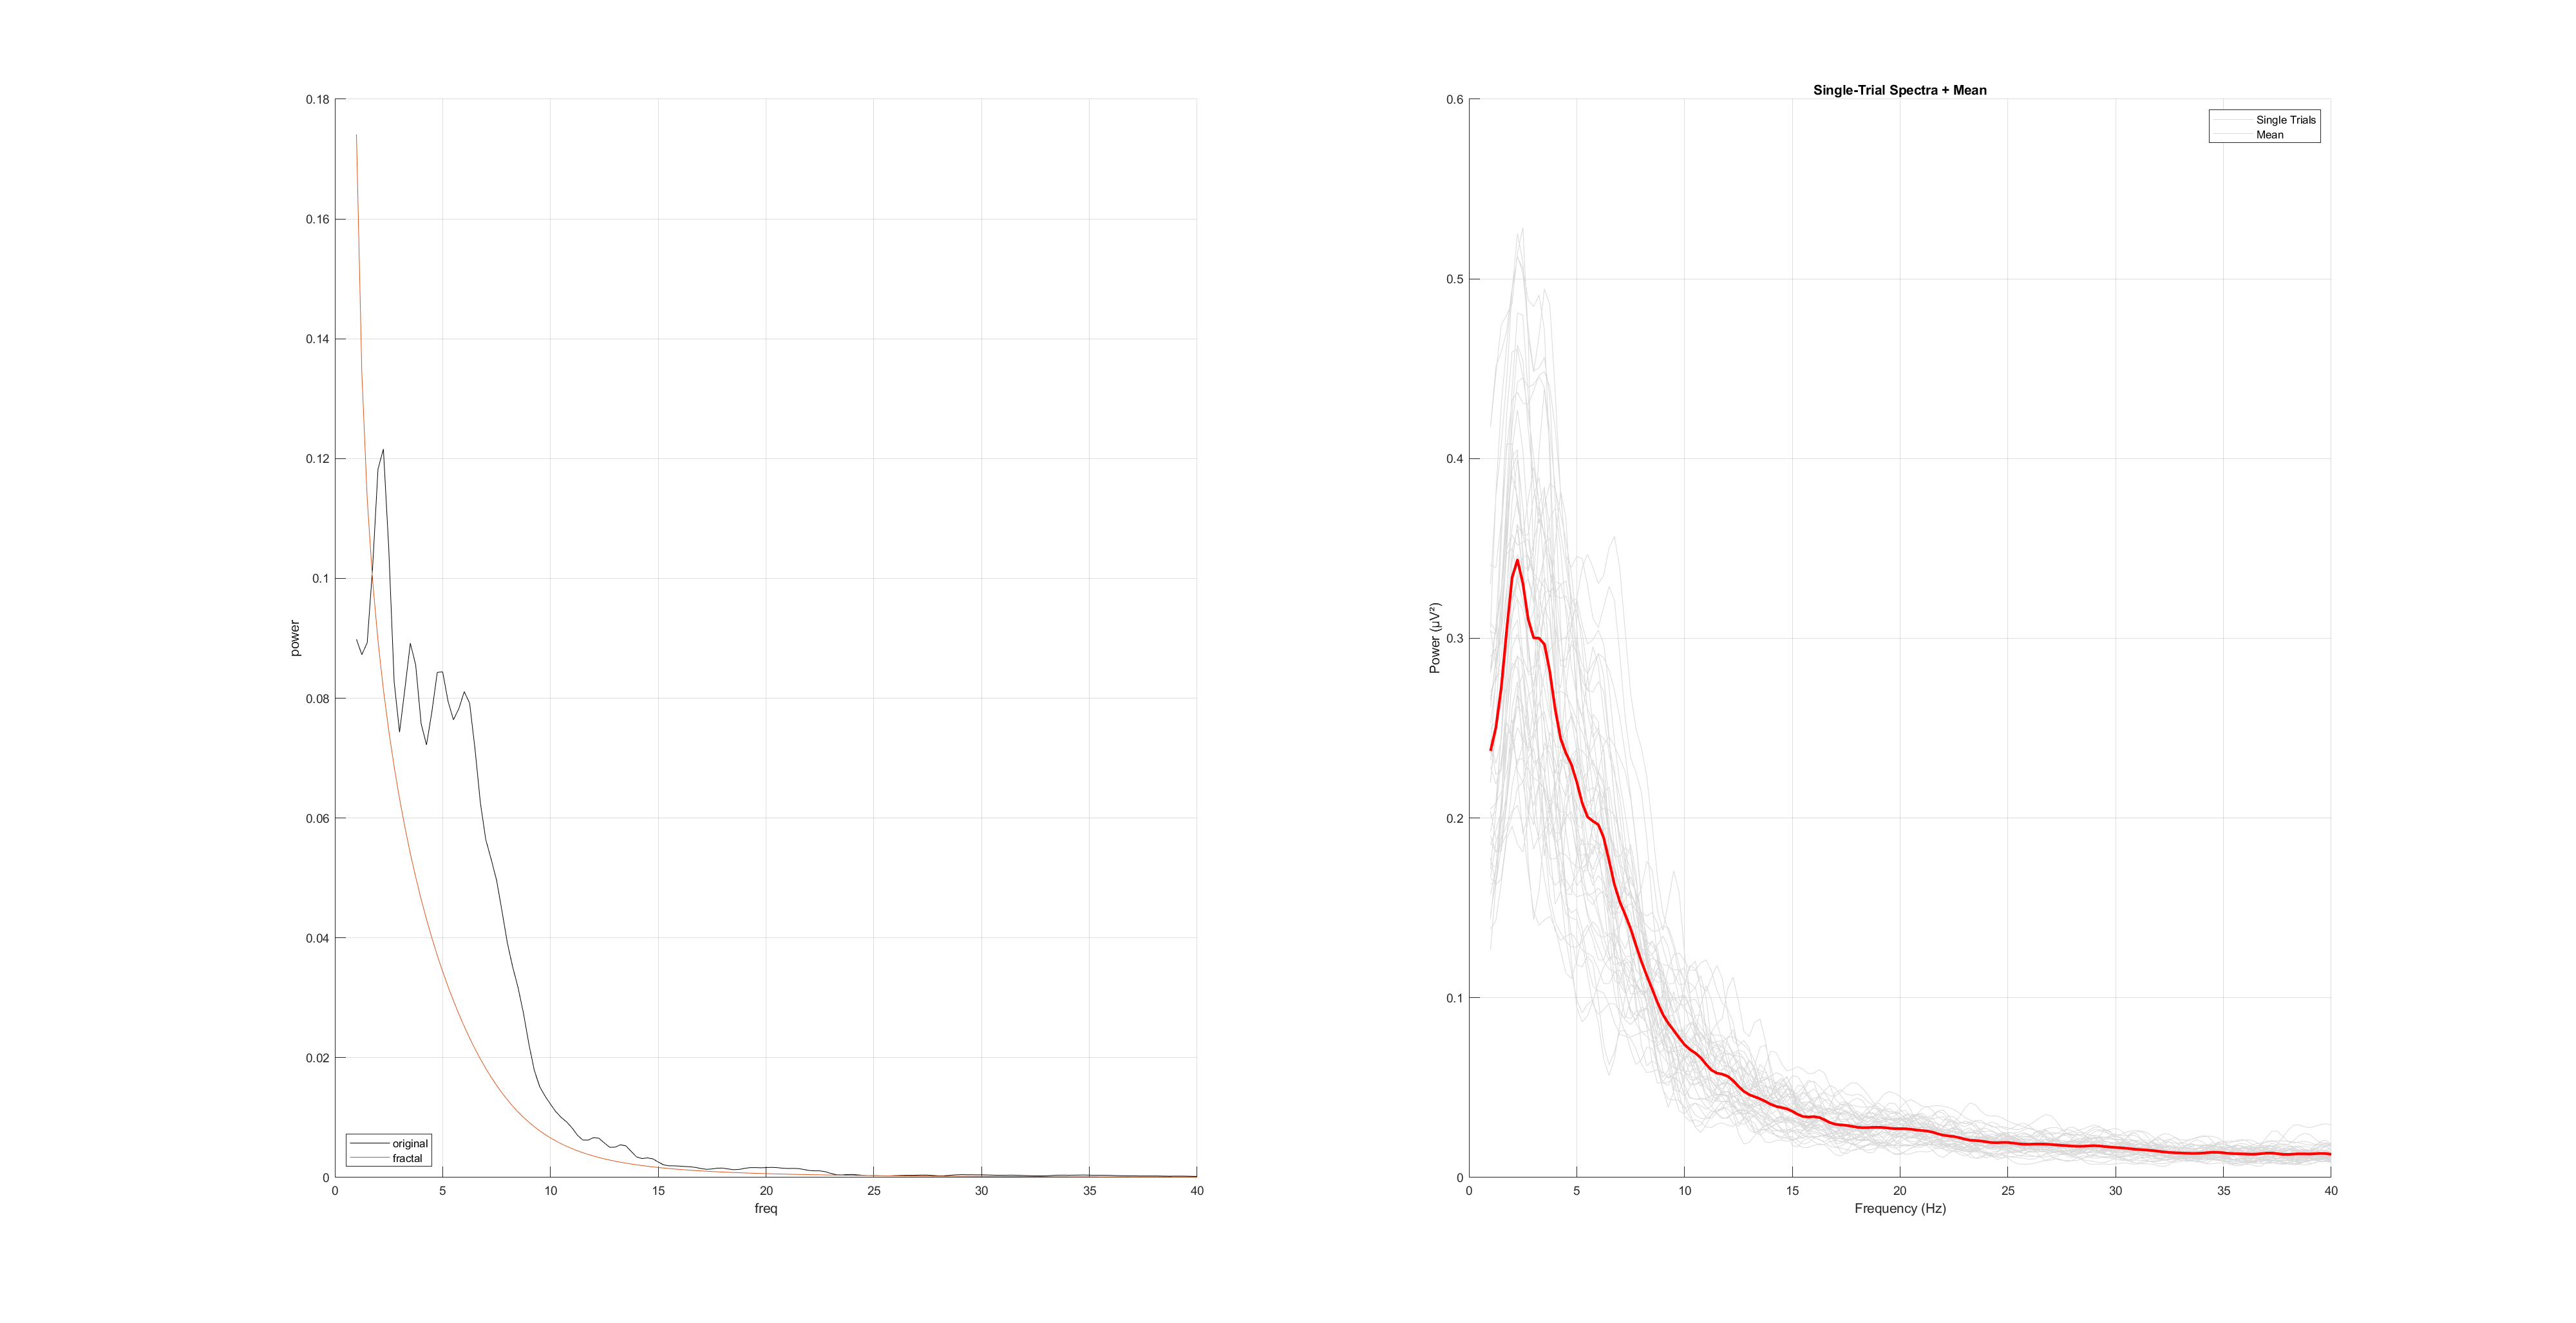 0.18
0.16
0.14
0.12
0.1
0.08
0.06
0.04
0.02
0
power
original
fractal
0 5 10 15 20 25 30 35 40
freq
Single-Trial Spectra + Mean
0.6
0.5
0.4
0.3
0.2
0.1
0
Power (µV²)
Single Trials
Mean
0 5 10 15 20 25 30 35 40
Frequency (Hz)